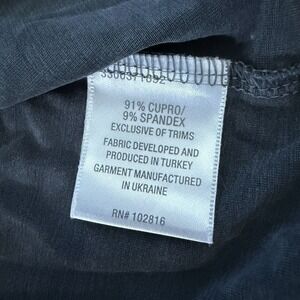 91% CUPRO/
9% SPANDEX
EXCLUSIVE OF TRIMS
FABRIC DEVELOPED AND
PRODUCED IN TURKEY
GARMENT MANUFACTURED
IN UKRAINE
RN# 102816